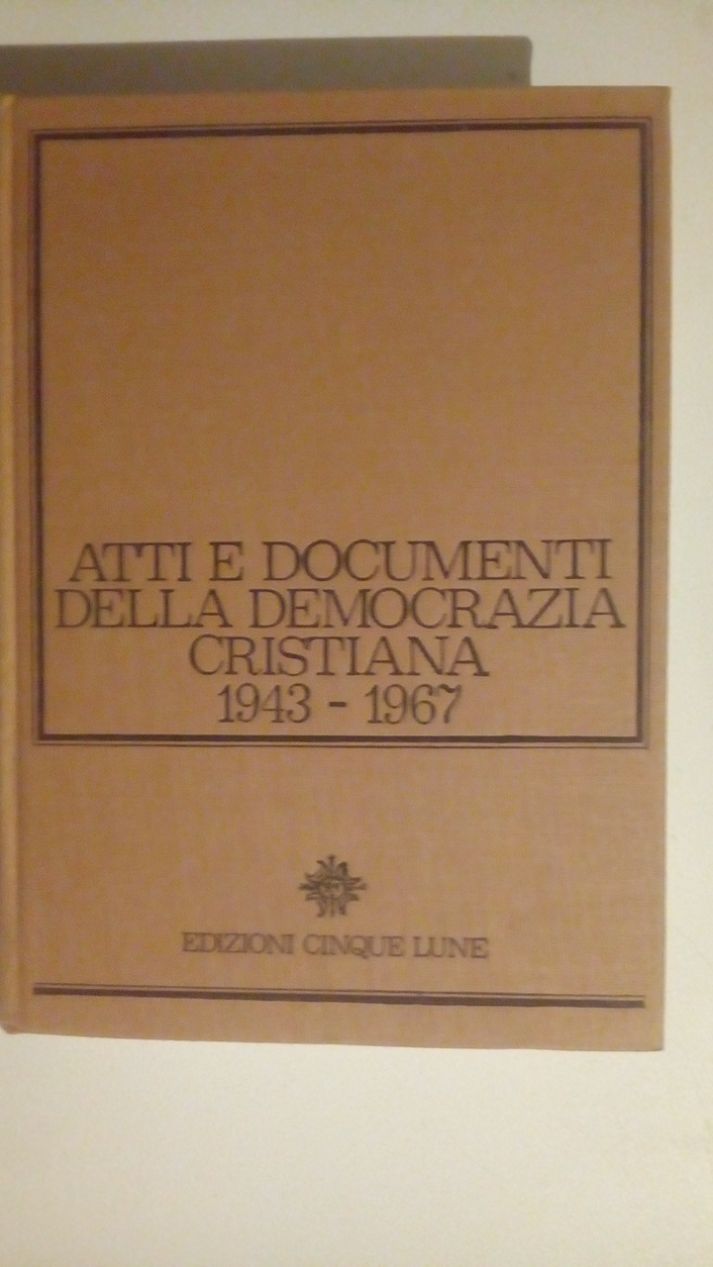 ATTI E DOCUMENTI
DELLA DEMOCRAZIA
CRISTIANA
1943 - 1967
EDIZIONI CINQUE LUNE